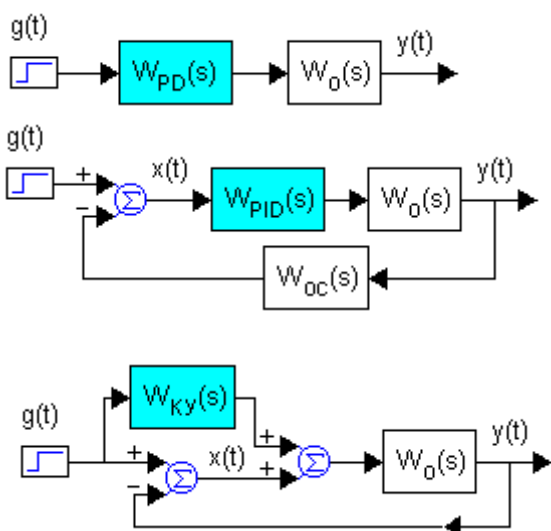 g(t)
W_PD(s)
W_o(s)
y(t)
g(t)
+
−
Σ
x(t)
W_PID(s)
W_o(s)
y(t)
W_oc(s)
W_Ky(s)
g(t)
+
−
Σ
x(t)
+
+
Σ
W_o(s)
y(t)